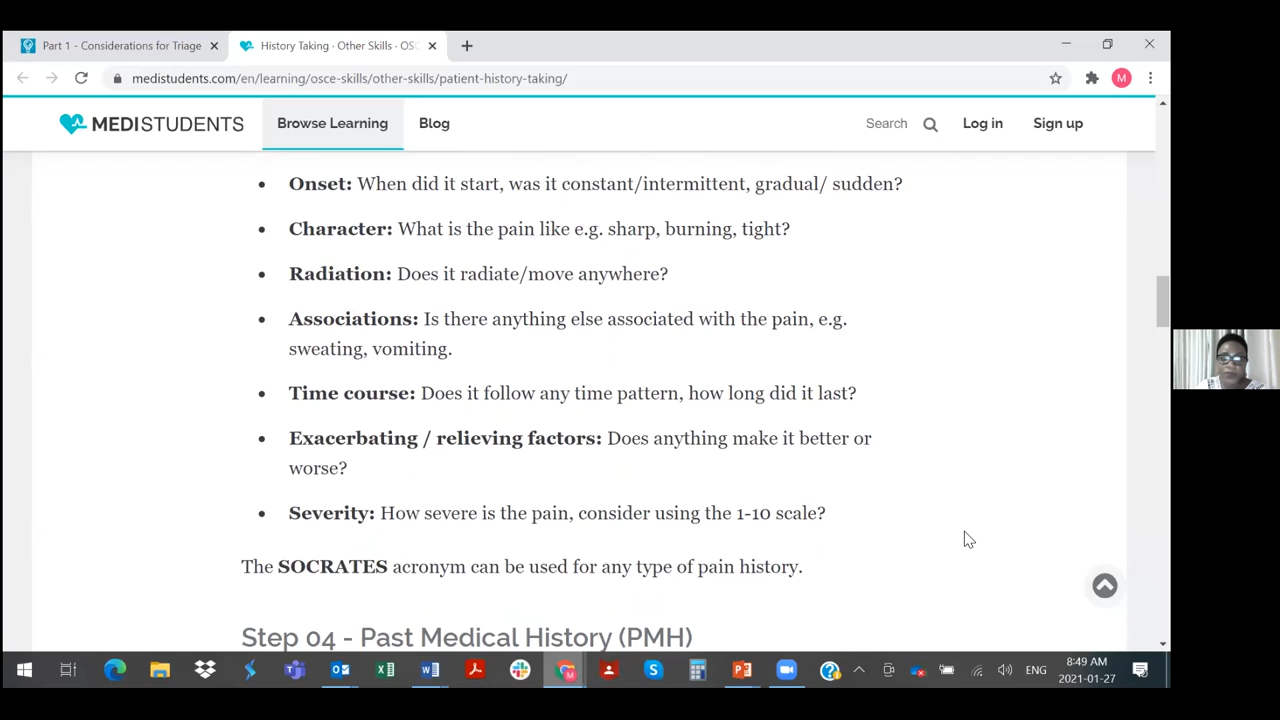 Part 1 - Considerations for Triage
History Taking · Other Skills · OSC
medistudents.com/en/learning/osce-skills/other-skills/patient-history-taking/
M
MEDISTUDENTS
Browse Learning
Blog
Search
Log in
Sign up
• Onset: When did it start, was it constant/intermittent, gradual/ sudden?
• Character: What is the pain like e.g. sharp, burning, tight?
• Radiation: Does it radiate/move anywhere?
• Associations: Is there anything else associated with the pain, e.g.
sweating, vomiting.
• Time course: Does it follow any time pattern, how long did it last?
• Exacerbating / relieving factors: Does anything make it better or
worse?
• Severity: How severe is the pain, consider using the 1-10 scale?
The SOCRATES acronym can be used for any type of pain history.
Step 04 - Past Medical History (PMH)
ENG
8:49 AM
2021-01-27